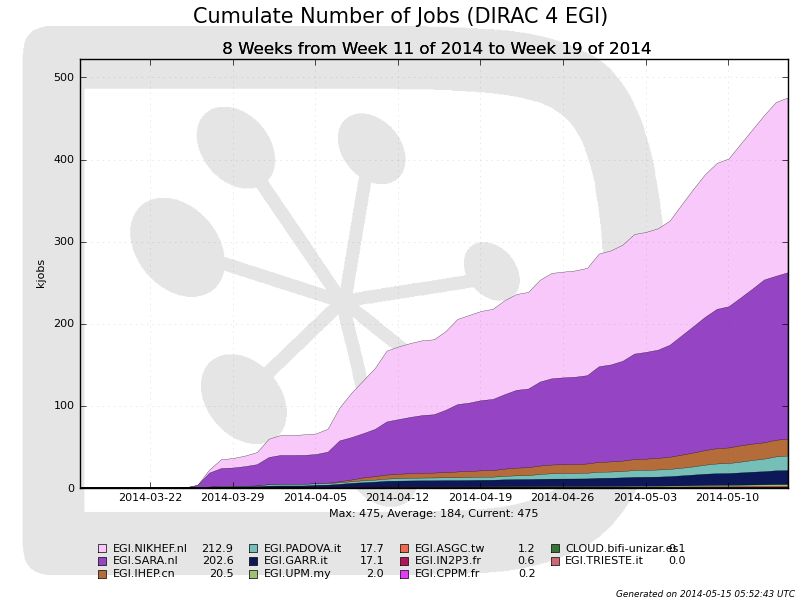 Cumulate Number of Jobs (DIRAC 4 EGI)
8 Weeks from Week 11 of 2014 to Week 19 of 2014
500
400
300
200
100
0
kjobs
2014-03-22 2014-03-29 2014-04-05 2014-04-12 2014-04-19 2014-04-26 2014-05-03 2014-05-10
Max: 475, Average: 184, Current: 475
EGI.NIKHEF.nl 212.9 EGI.PADOVA.it 17.7 EGI.ASGC.tw 1.2 CLOUD.bifi-unizar.es 0.1
EGI.SARA.nl 202.6 EGI.GARR.it 17.1 EGI.IN2P3.fr 0.6 EGI.TRIESTE.it 0.0
EGI.IHEP.cn 20.5 EGI.UPM.my 2.0 EGI.CPPM.fr 0.2
Generated on 2014-05-15 05:52:43 UTC